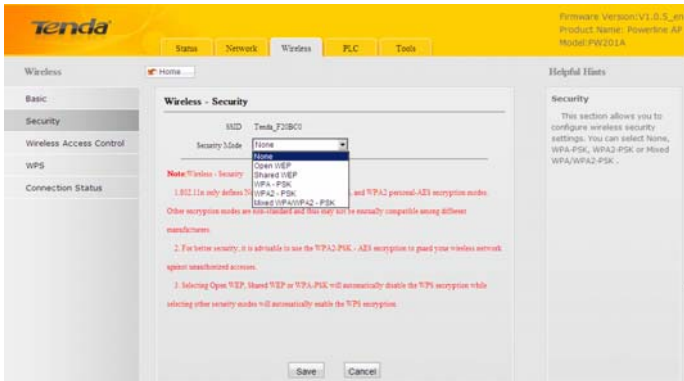 Tenda
Firmware Version:V1.0.5_en
Product Name: Powerline AP
Model:PW201A
Status Network Wireless PLC Tools
Wireless
Home
Helpful Hints
Basic
Security
Wireless Access Control
WPS
Connection Status
Wireless - Security
SSID Tenda_F20BC0
Security Mode None
None
Open WEP
Shared WEP
WPA - PSK
WPA2 - PSK
Mixed WPA/WPA2 - PSK
Note:Wireless - Security
1.802.11n only defines , and WPA2 personal-AES encryption modes.
Other encryption modes are non-standard and thus may not be mutually compatible among different
manufacturers.
2. For better security, it is advisable to use the WPA2-PSK - AES encryption to guard your wireless network
against unauthorized accesses.
3. Selecting Open WEP, Shared WEP or WPA-PSK will automatically disable the WPS encryption while
selecting other security modes will automatically enable the WPS encryption.
Save Cancel
Security
This section allows you to
configure wireless security
settings. You can select None,
WPA-PSK, WPA2-PSK or Mixed
WPA/WPA2-PSK .